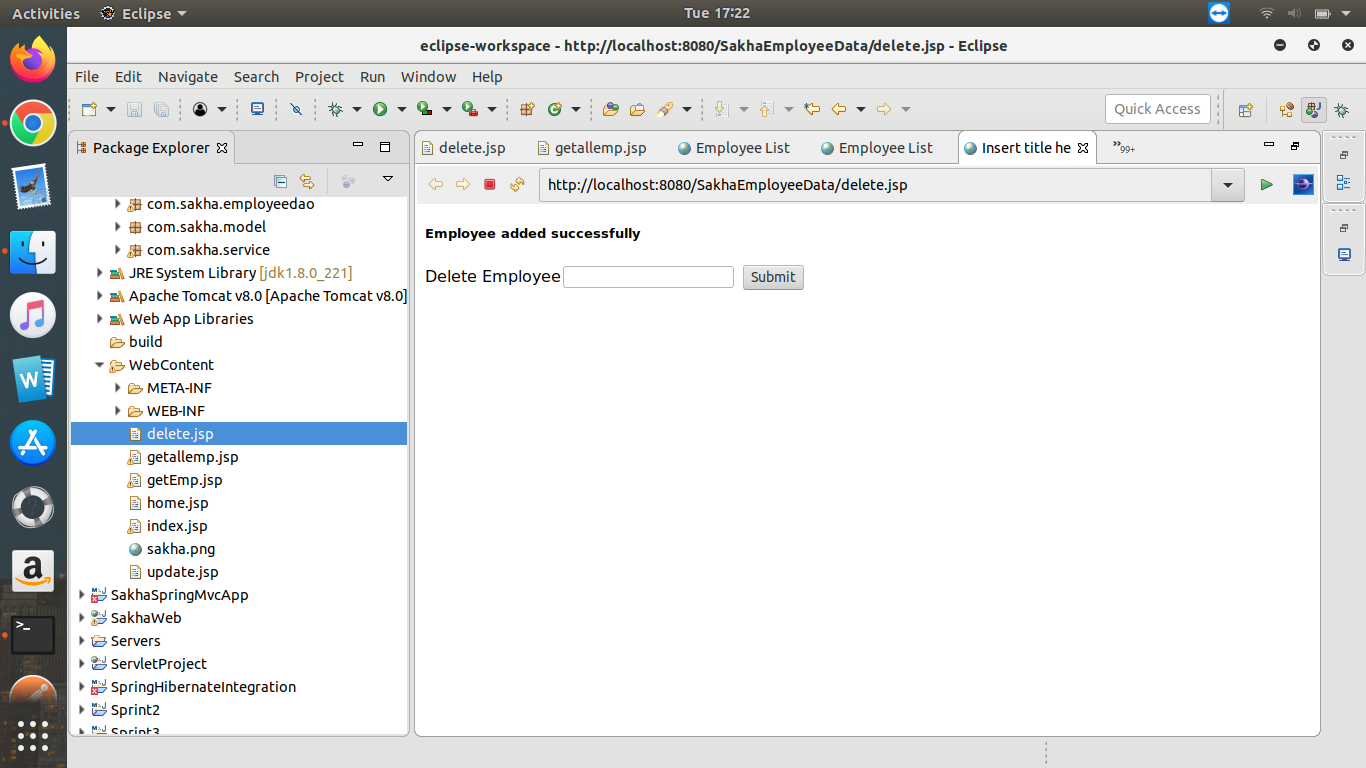 Activities Eclipse Tue 17:22
eclipse-workspace - http://localhost:8080/SakhaEmployeeData/delete.jsp - Eclipse
File Edit Navigate Search Project Run Window Help
Quick Access
Package Explorer
delete.jsp getallemp.jsp Employee List Employee List Insert title he 99+
http://localhost:8080/SakhaEmployeeData/delete.jsp
com.sakha.employeedao
com.sakha.model
com.sakha.service
JRE System Library [jdk1.8.0_221]
Apache Tomcat v8.0 [Apache Tomcat v8.0]
Web App Libraries
build
WebContent
META-INF
WEB-INF
delete.jsp
getallemp.jsp
getEmp.jsp
home.jsp
index.jsp
sakha.png
update.jsp
SakhaSpringMvcApp
SakhaWeb
Servers
ServletProject
SpringHibernateIntegration
Sprint2
Sprint3
Employee added successfully
Delete Employee Submit